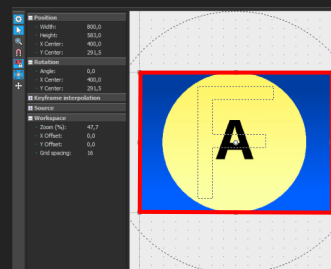 Position
Width: 800,0
Height: 583,0
X Center: 400,0
Y Center: 291,5
Rotation
Angle: 0,0
X Center: 400,0
Y Center: 291,5
Keyframe interpolation
Source
Workspace
Zoom (%): 47,7
X Offset: 0,0
Y Offset: 0,0
Grid spacing: 16
A